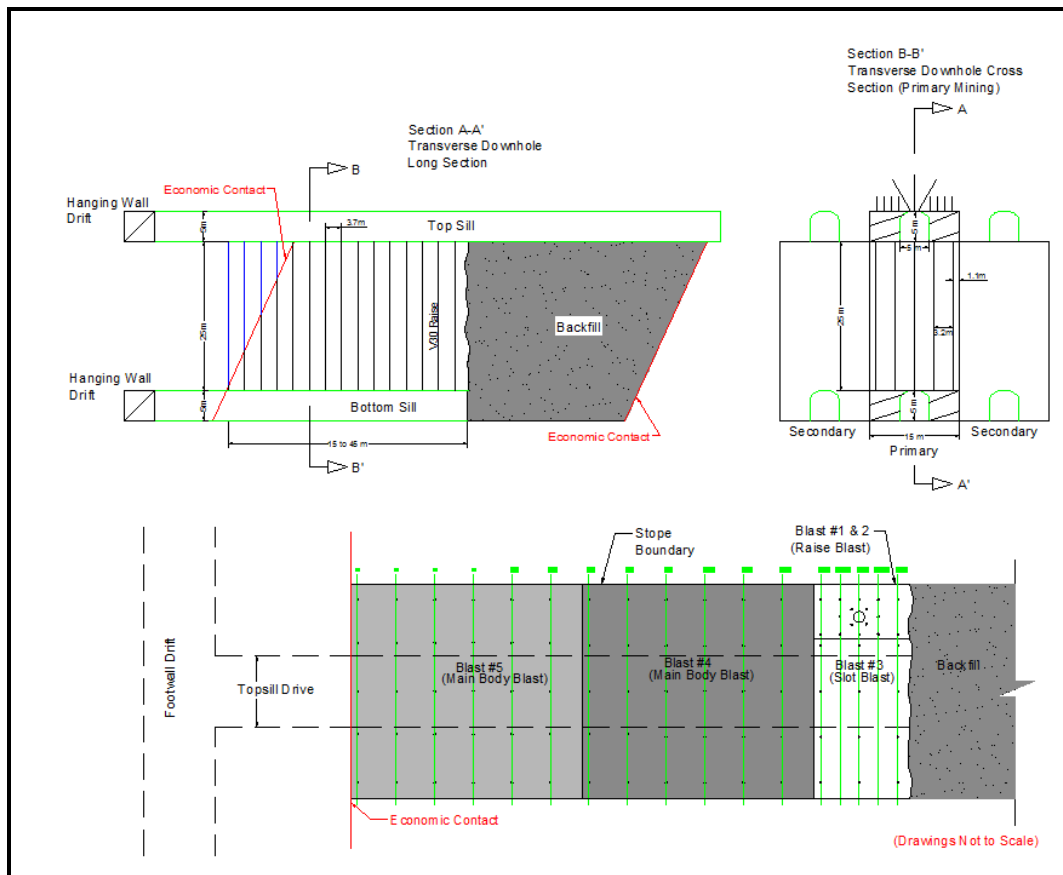 Section B-B'
Transverse Downhole Cross
Section (Primary Mining)
A
Section A-A'
Transverse Downhole
Long Section
B
Economic Contact
Hanging Wall
Drift
5m
3.7m
Top Sill
5m
5 m
1.1m
25m
V30 Raise
Backfill
25m
3.2m
Hanging Wall
Drift
5m
Bottom Sill
5m
Economic Contact
Secondary
Secondary
15 to 45 m
15 m
Primary
B'
A'
Stope
Boundary
Blast #1 & 2
(Raise Blast)
Footwall Drift
Topsill Drive
Blast #5
(Main Body Blast)
Blast #4
(Main Body Blast)
Blast #3
(Slot Blast)
Backfill
Economic Contact
(Drawings Not to Scale)